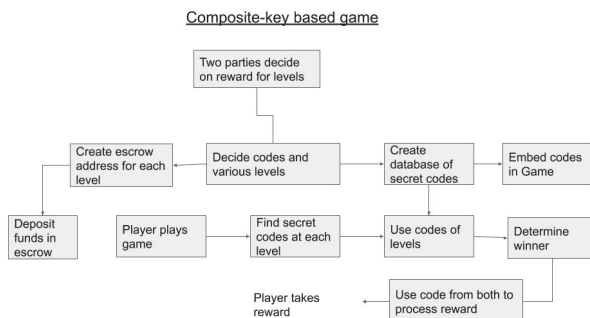 Composite-key based game
Two parties decide
on reward for levels
Create escrow
address for each
level
Decide codes and
various levels
Create
database of
secret codes
Embed codes
in Game
Deposit
funds in
escrow
Player plays
game
Find secret
codes at each
level
Use codes of
levels
Determine
winner
Player takes
reward
Use code from both to
process reward